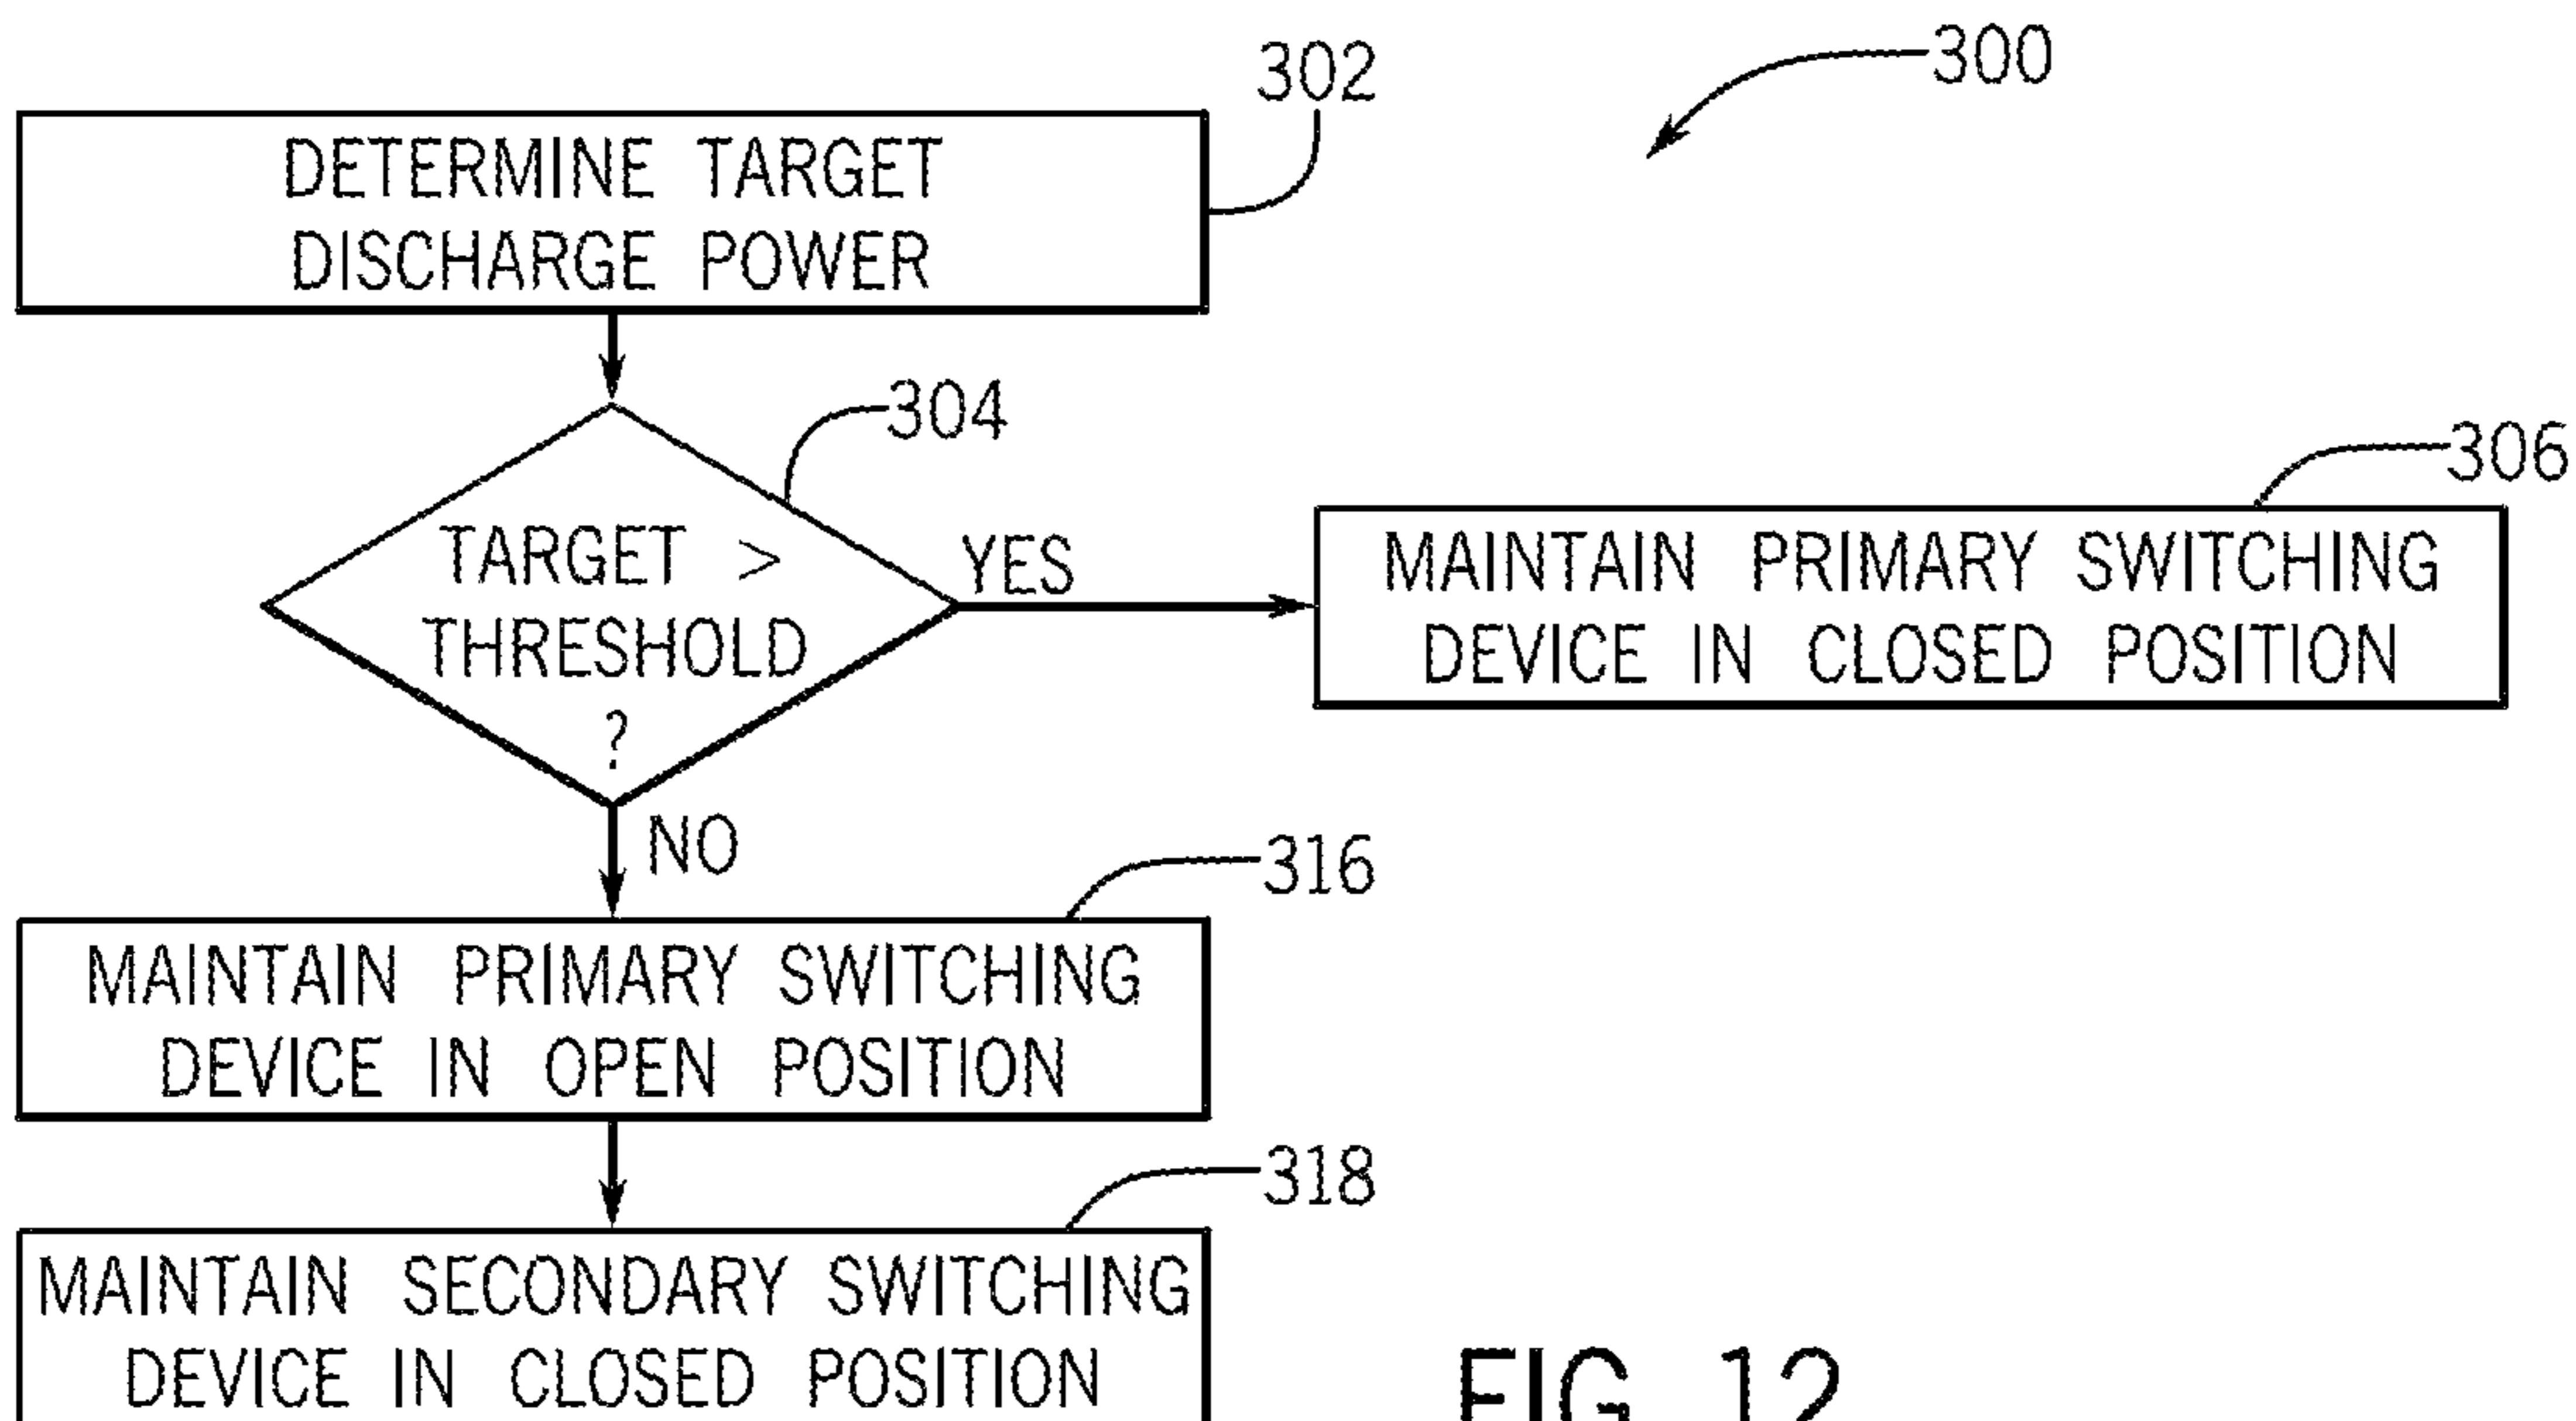 302
300
DETERMINE TARGET
DISCHARGE POWER
304
TARGET >
THRESHOLD
?
YES
306
MAINTAIN PRIMARY SWITCHING
DEVICE IN CLOSED POSITION
NO
316
MAINTAIN PRIMARY SWITCHING
DEVICE IN OPEN POSITION
318
MAINTAIN SECONDARY SWITCHING
DEVICE IN CLOSED POSITION
FIG. 12